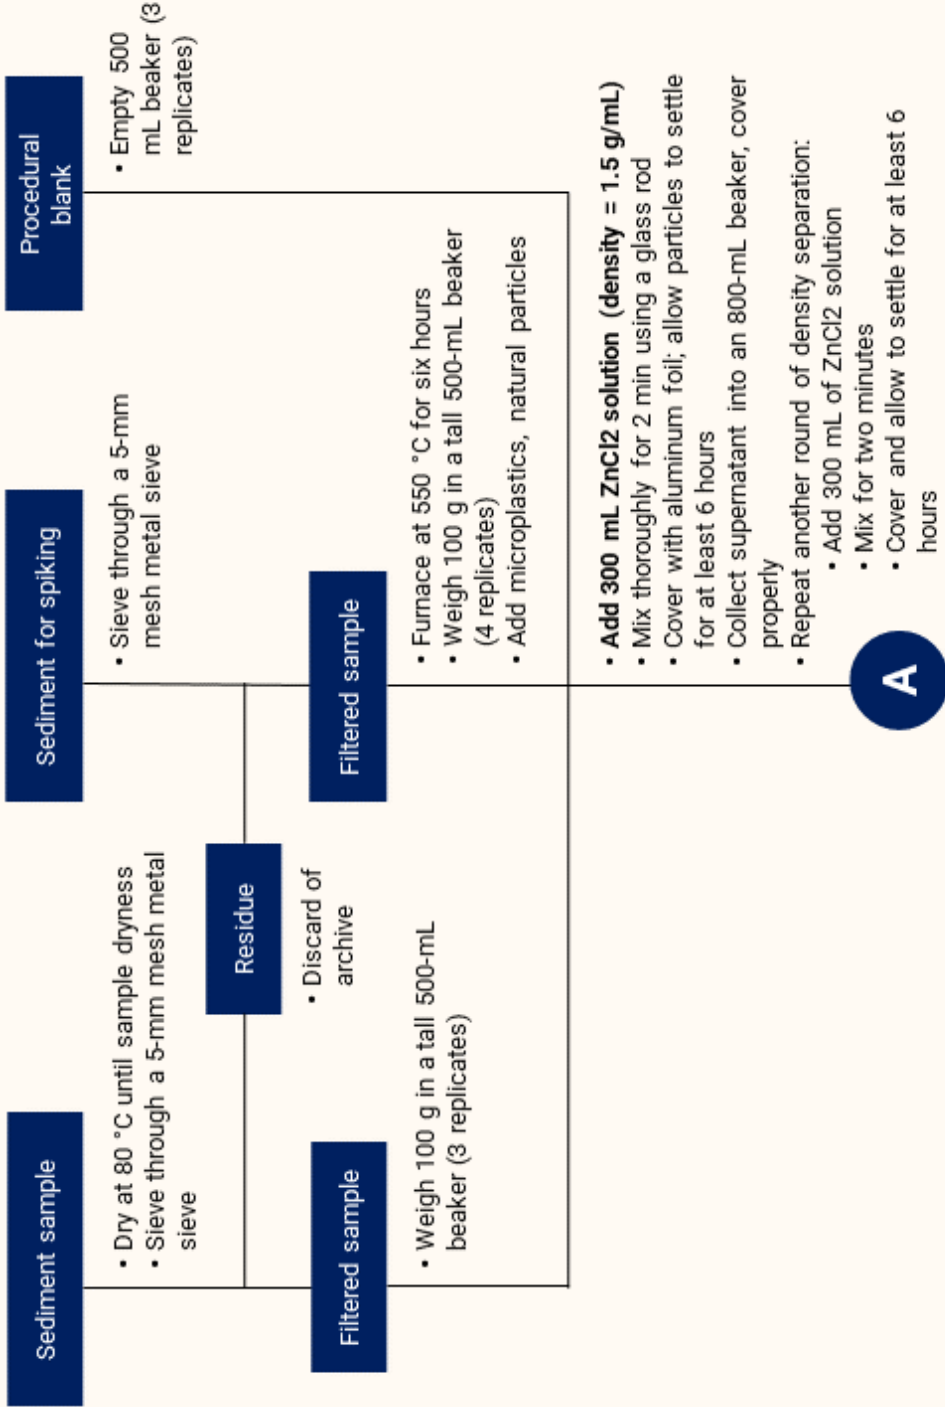 Sediment sample
• Dry at 80 °C until sample dryness
• Sieve through a 5-mm mesh metal
sieve
Sediment for spiking
• Sieve through a 5-mm
mesh metal sieve
Procedural
blank
• Empty 500
mL beaker (3
replicates)
Residue
• Discard of
archive
Filtered sample
• Weigh 100 g in a tall 500-mL
beaker (3 replicates)
Filtered sample
• Furnace at 550 °C for six hours
• Weigh 100 g in a tall 500-mL beaker
(4 replicates)
• Add microplastics, natural particles
• Add 300 mL ZnCl2 solution (density = 1.5 g/mL)
• Mix thoroughly for 2 min using a glass rod
• Cover with aluminum foil; allow particles to settle
for at least 6 hours
• Collect supernatant into an 800-mL beaker, cover
properly
• Repeat another round of density separation:
• Add 300 mL of ZnCl2 solution
• Mix for two minutes
• Cover and allow to settle for at least 6
hours
A